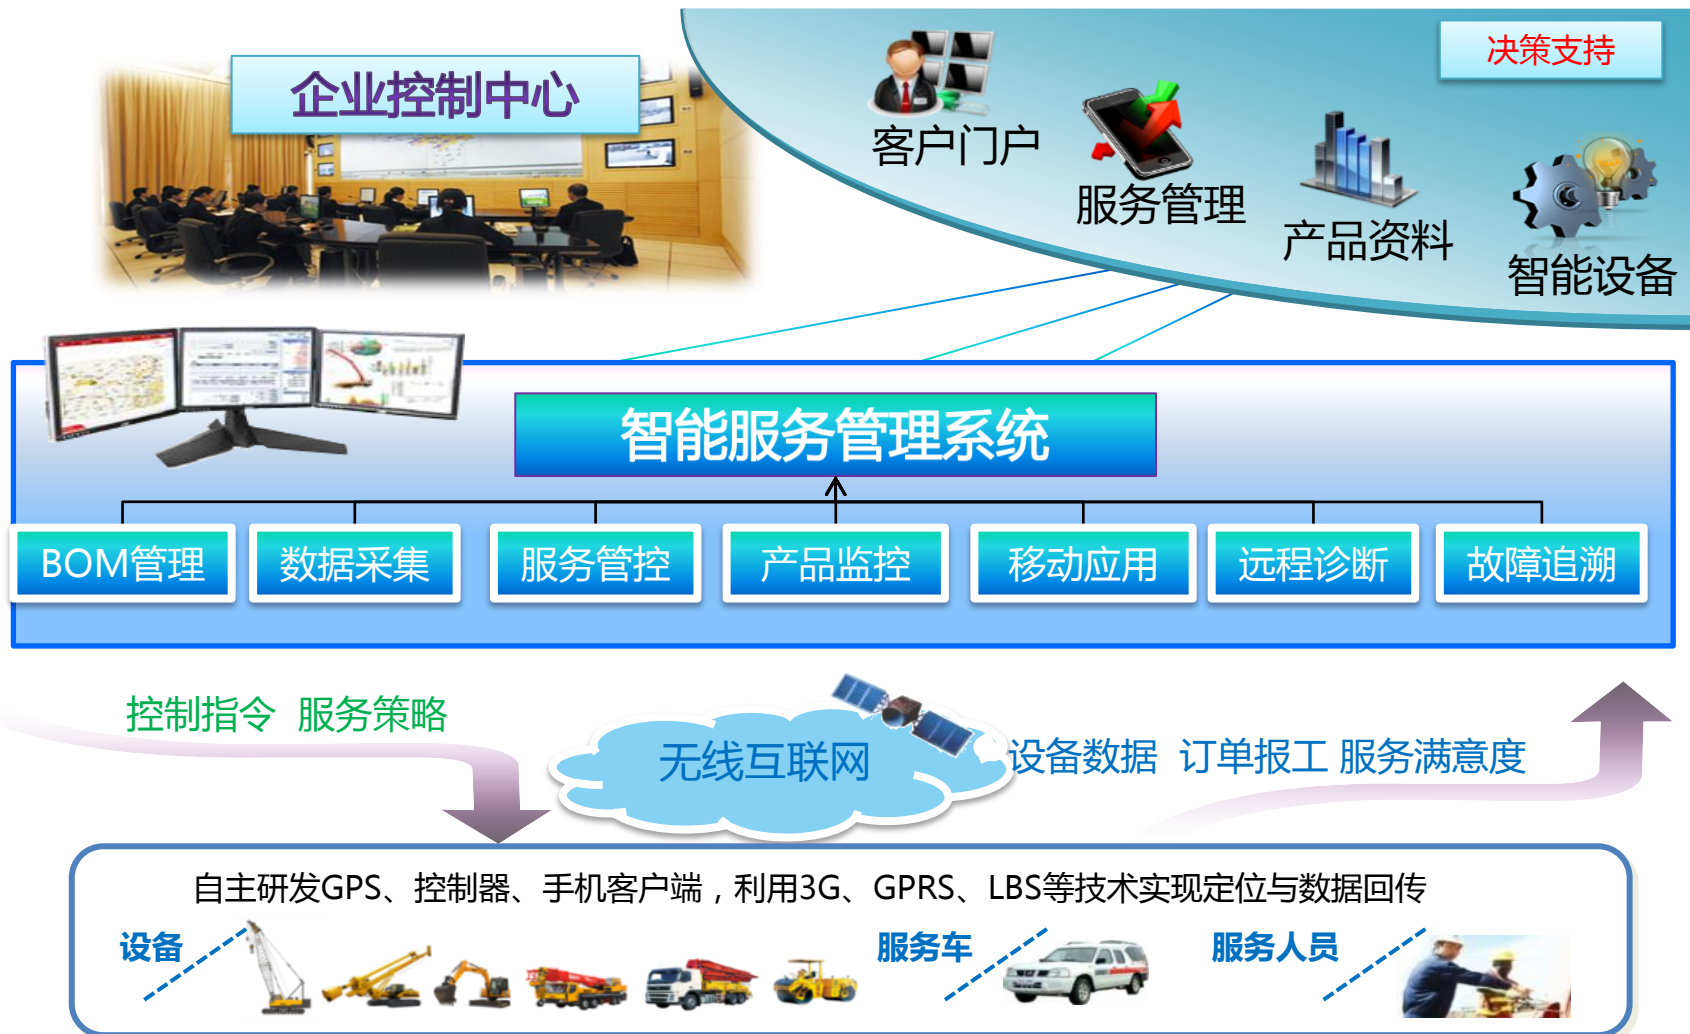 企业控制中心
决策支持
客户门户
服务管理
产品资料
智能设备
智能服务管理系统
BOM管理
数据采集
服务管控
产品监控
移动应用
远程诊断
故障追溯
控制指令 服务策略
无线互联网
设备数据 订单报工 服务满意度
自主研发GPS、控制器、手机客户端，利用3G、GPRS、LBS等技术实现定位与数据回传
设备
服务车
服务人员